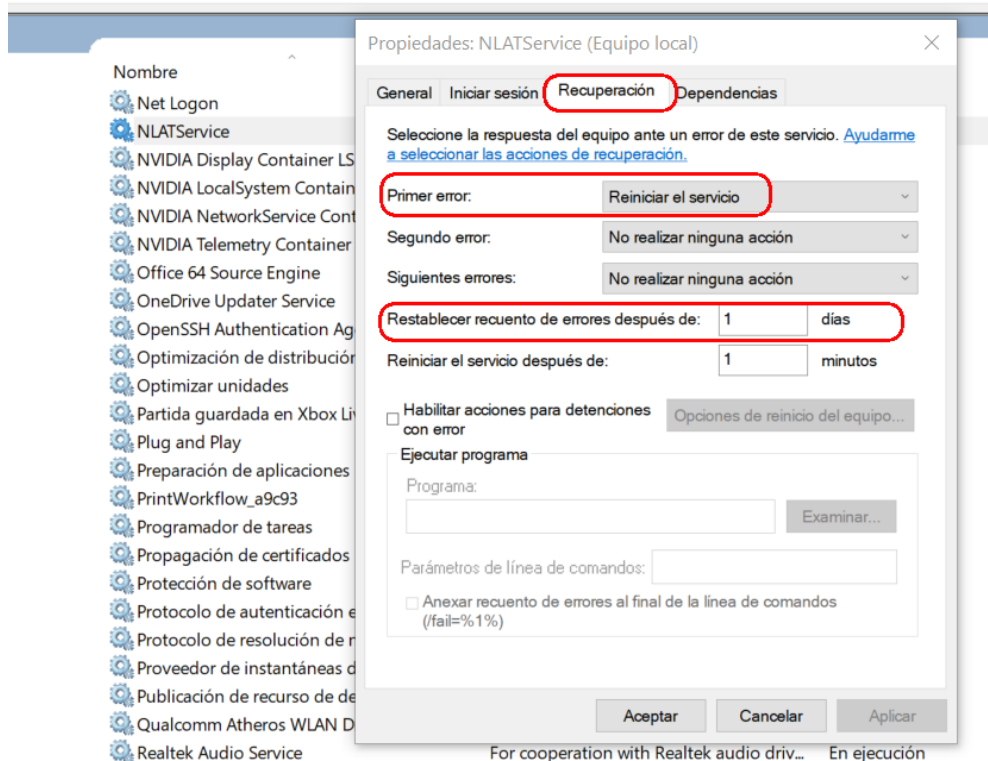 Propiedades: NLATService (Equipo local)
Nombre
Net Logon
NLATService
NVIDIA Display Container LS
NVIDIA LocalSystem Contain
NVIDIA NetworkService Cont
NVIDIA Telemetry Container
Office 64 Source Engine
OneDrive Updater Service
OpenSSH Authentication Ag
Optimización de distribución
Optimizar unidades
Partida guardada en Xbox Li
Plug and Play
Preparación de aplicaciones
PrintWorkflow_a9c93
Programador de tareas
Propagación de certificados
Protección de software
Protocolo de autenticación e
Protocolo de resolución de r
Proveedor de instantáneas d
Publicación de recurso de de
Qualcomm Atheros WLAN D
Realtek Audio Service For cooperation with Realtek audio driv... En ejecución
General Iniciar sesión Recuperación Dependencias
Seleccione la respuesta del equipo ante un error de este servicio. Ayudarme
a seleccionar las acciones de recuperación.
Primer error: Reiniciar el servicio
Segundo error: No realizar ninguna acción
Siguientes errores: No realizar ninguna acción
Restablecer recuento de errores después de: 1 días
Reiniciar el servicio después de: 1 minutos
Habilitar acciones para detenciones
con error
Opciones de reinicio del equipo...
Ejecutar programa
Programa:
Examinar...
Parámetros de línea de comandos:
Anexar recuento de errores al final de la línea de comandos
(/fail=%1%)
Aceptar Cancelar Aplicar